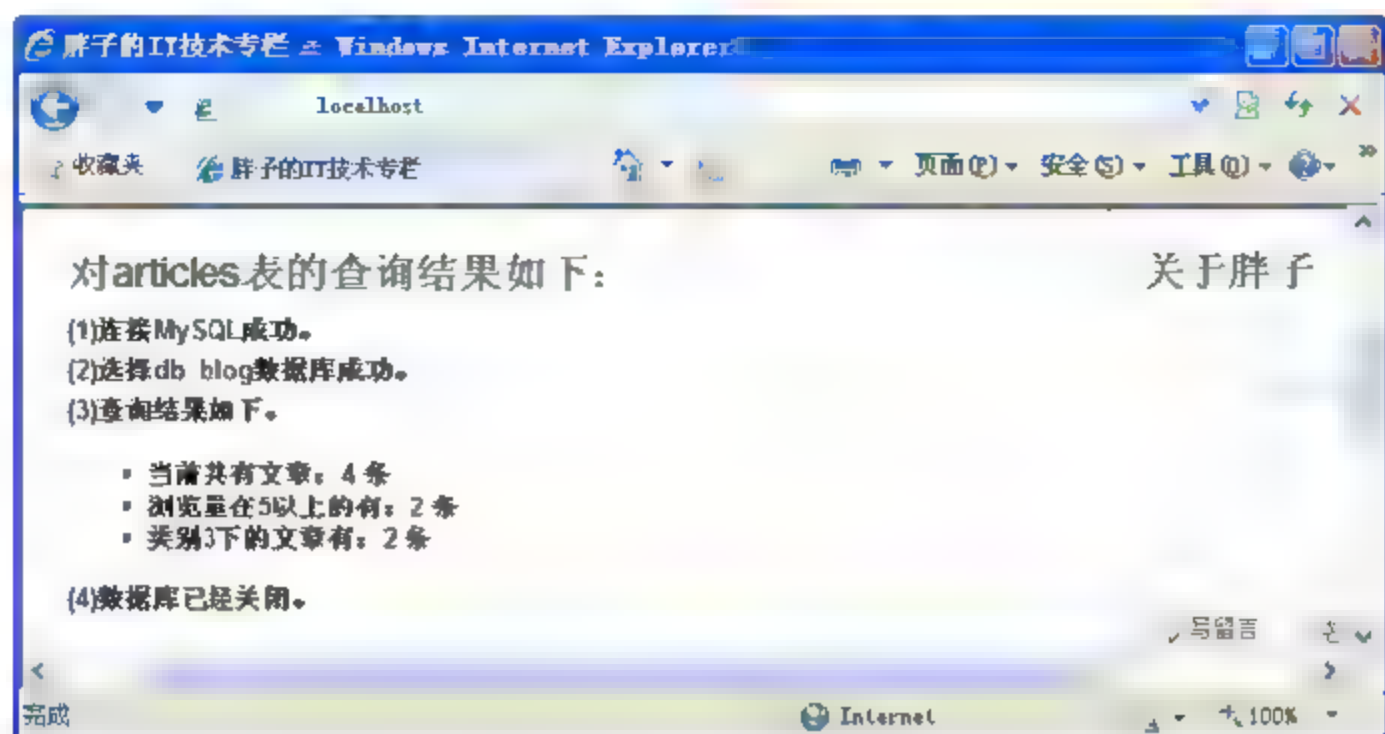 胖子的IT技术专栏 - Windows Internet Explorer
localhost
收藏夹 胖子的IT技术专栏 页面(P) 安全(S) 工具(O)
对articles表的查询结果如下: 关于胖子
(1)连接MySQL成功。
(2)选择db blog数据库成功。
(3)查询结果如下。
当前共有文章:4 条
浏览量在5以上的有:2 条
类别3下的文章有:2 条
(4)数据库已经关闭。
写留言
完成 Internet 100%